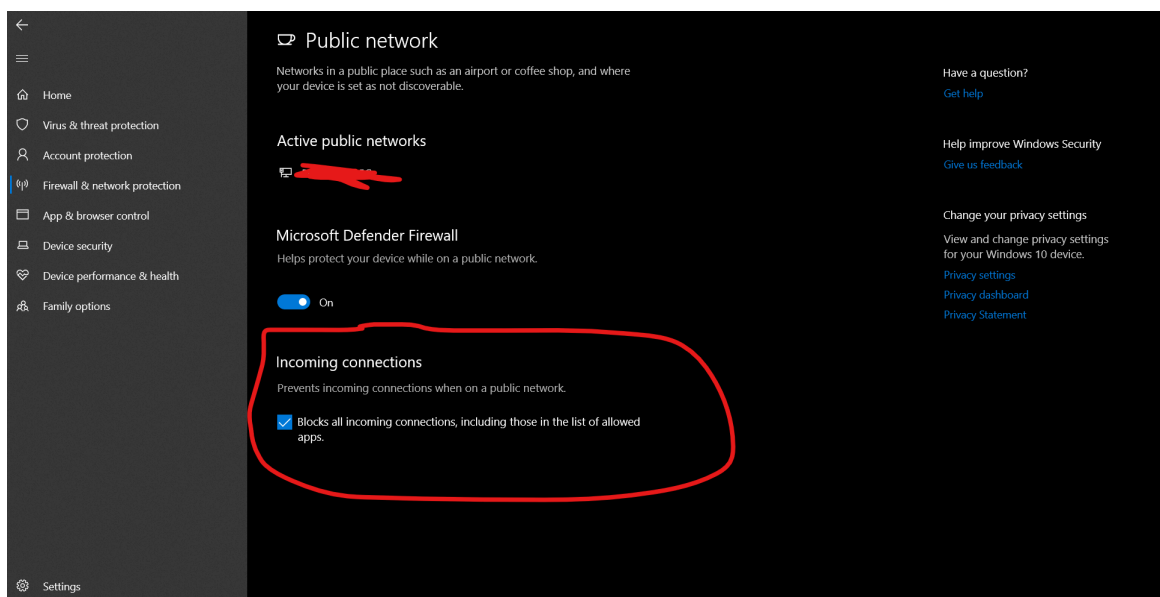 Public network
Networks in a public place such as an airport or coffee shop, and where
your device is set as not discoverable.
Home
Virus & threat protection
Account protection
Firewall & network protection
App & browser control
Device security
Device performance & health
Family options
Settings
Active public networks
Microsoft Defender Firewall
Helps protect your device while on a public network.
On
Incoming connections
Prevents incoming connections when on a public network.
Blocks all incoming connections, including those in the list of allowed
apps.
Have a question?
Get help
Help improve Windows Security
Give us feedback
Change your privacy settings
View and change privacy settings
for your Windows 10 device.
Privacy settings
Privacy dashboard
Privacy Statement